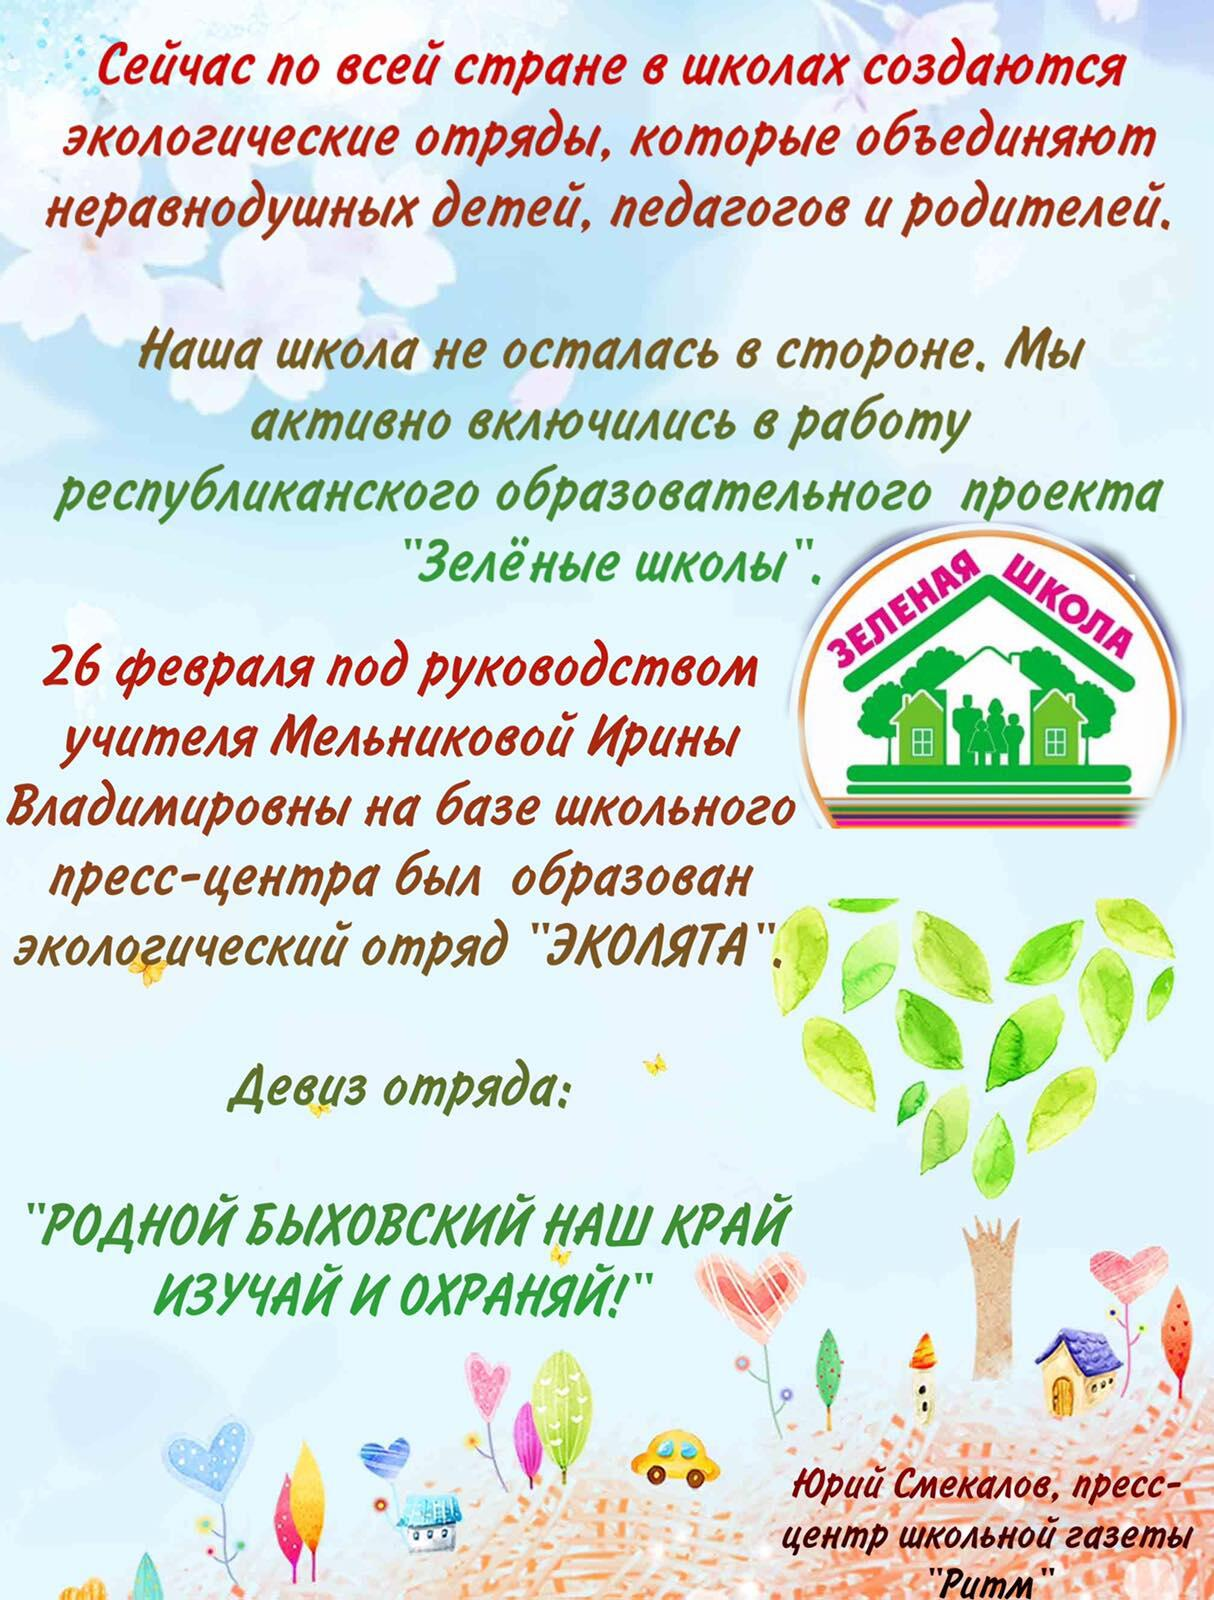 Сейчас по всей стране в школах создаются
экологические отряды, которые объединяют
неравнодушных детей, педагогов и родителей.
Наша школа не осталась в стороне. Мы
активно включились в работу
республиканского образовательного проекта
"Зелёные школы".
ЗЕЛЕНАЯ ШКОЛА
26 февраля под руководством
учителя Мельниковой Ирины
Владимировны на базе школьного
пресс-центра был образован
экологический отряд "ЭКОЛЯТА".
Девиз отряда:
"РОДНОЙ БЫХОВСКИЙ НАШ КРАЙ
ИЗУЧАЙ И ОХРАНЯЙ!"
Юрий Смекалов, пресс-
центр школьной газеты
"Ритм"